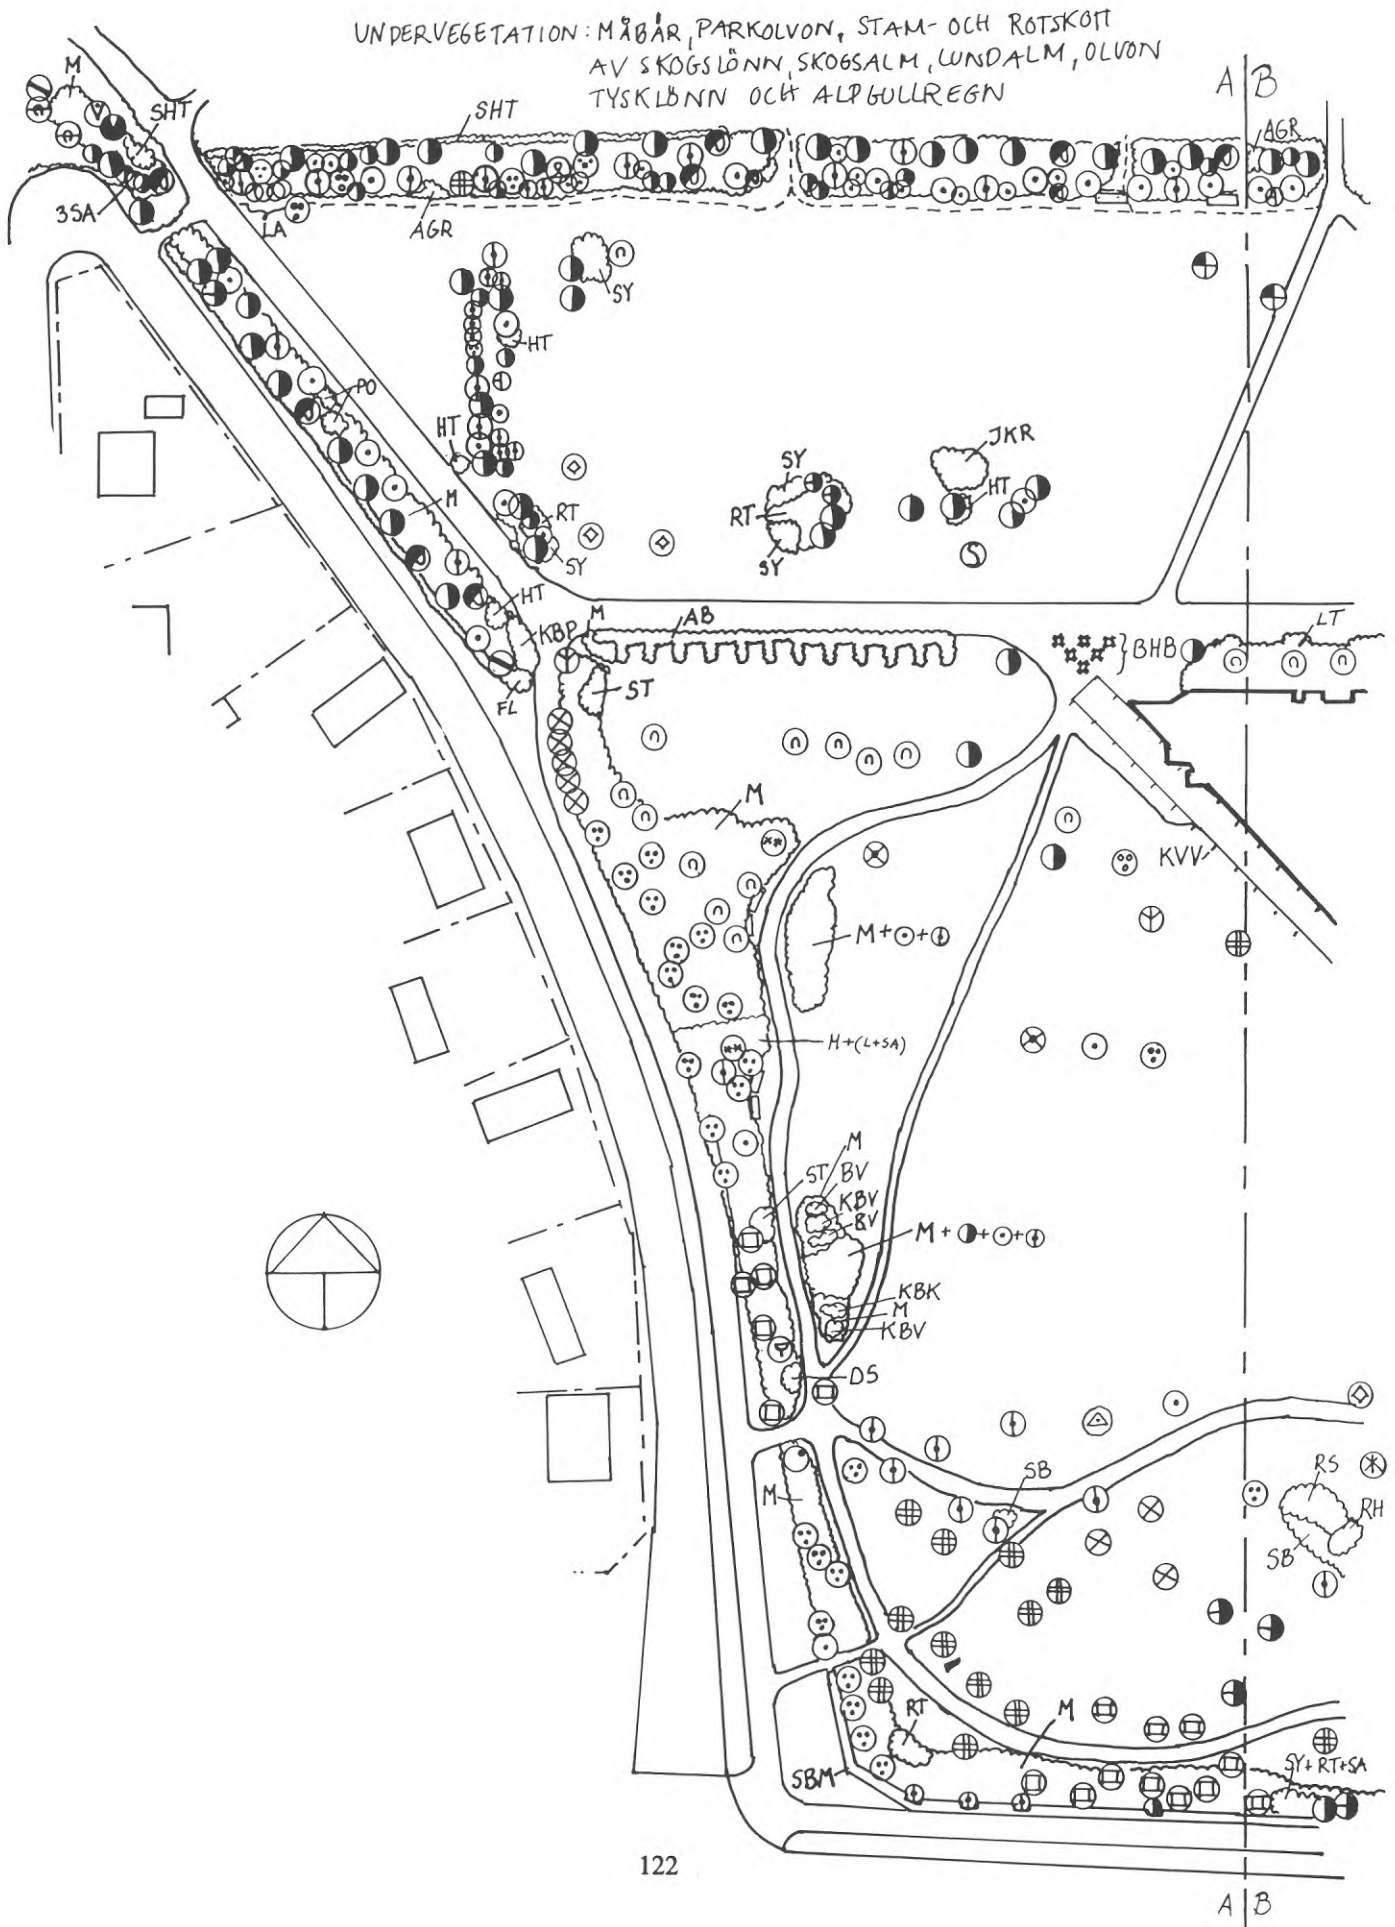 UNDERVEGETATION: MÅBÄR, PARKOLVON, STAM- OCH ROTSKOTT
AV SKOGSLÖNN, SKOGSALM, LUNDALM, OLVON
TYSKLÖNN OCH ALPGULLREGN
A B
M
SHT
SHT
AGR
3SA
LA
AGR
SY
HT
PO
HT
JKR
SY
M
RT
HT
RT
SY
SY
HT
KBP
M
AB
LT
BHB
ST
FL
M
KVV
M+
M+(L+SA)
M
ST BV
KBV
BV
M+ + +
KBK
M
KBV
DS
SB
RS
M
RH
SB
RT
M
SBM
SY+RT+SA
122
A B